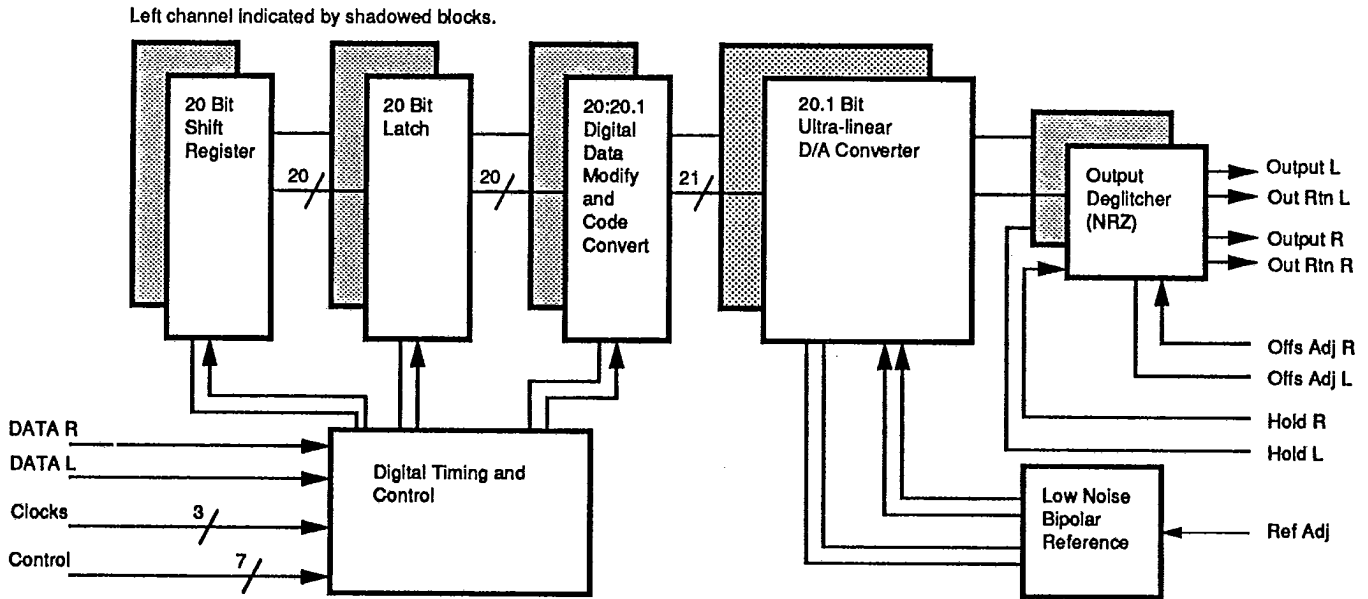 Left channel indicated by shadowed blocks.
20 Bit
Shift
Register
20
20 Bit
Latch
20
20:20.1
Digital
Data
Modify
and
Code
Convert
21
20.1 Bit
Ultra-linear
D/A Converter
Output
Deglitcher
(NRZ)
Output L
Out Rtn L
Output R
Out Rtn R
Offs Adj R
Offs Adj L
Hold R
Hold L
DATA R
DATA L
Clocks
3
Control
7
Digital Timing and
Control
Low Noise
Bipolar
Reference
Ref Adj